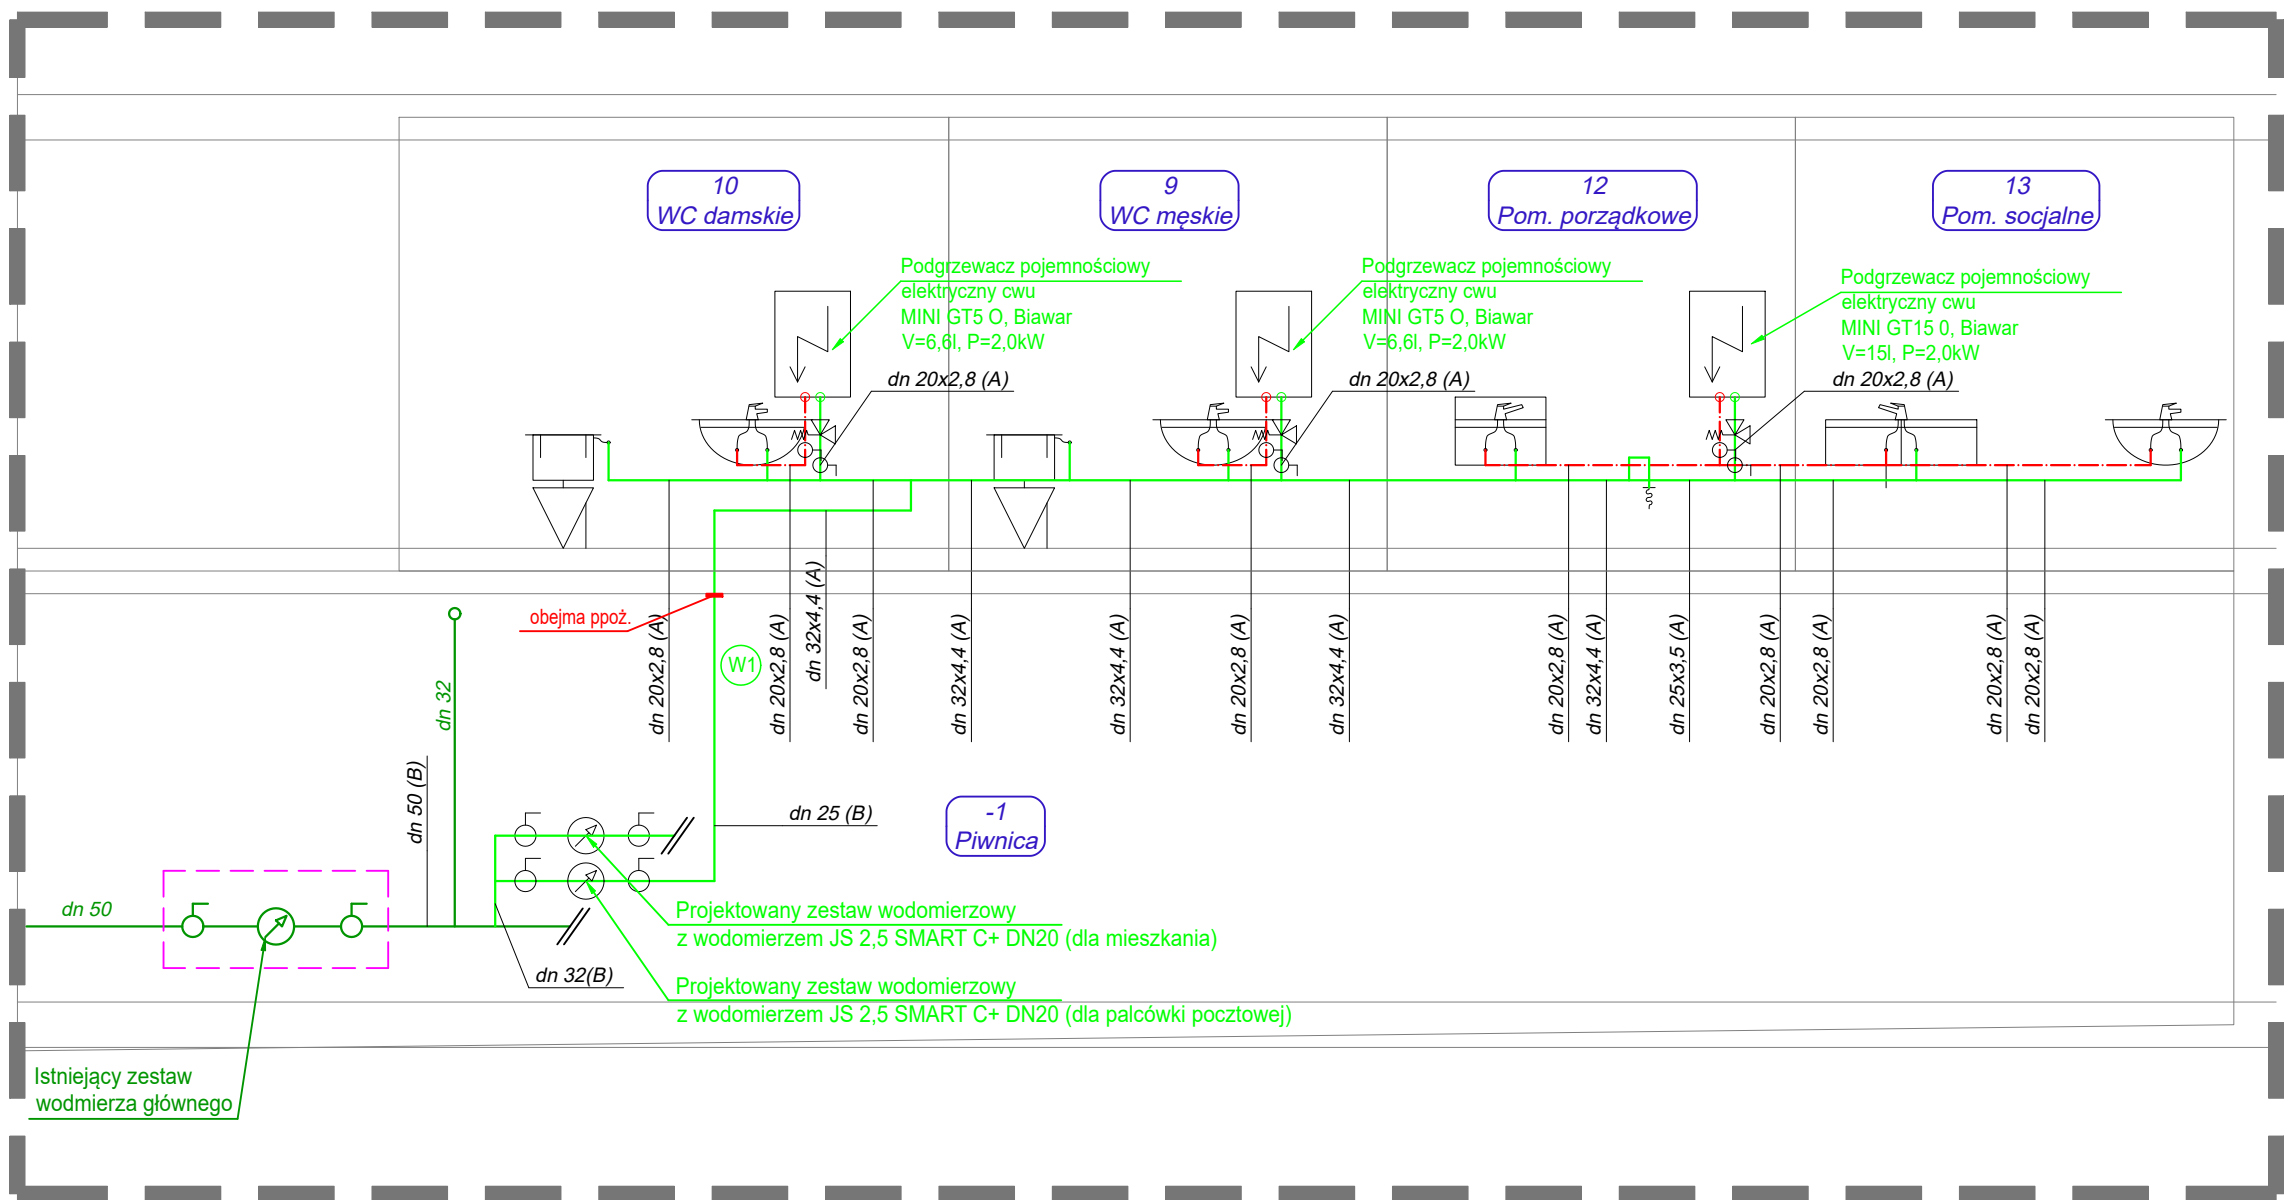 10
WC damskie
9
WC męskie
12
Pom. porządkowe
13
Pom. socjalne
Podgrzewacz pojemnościowy
elektryczny cwu
MINI GT5 O, Biawar
V=6,6l, P=2,0kW
Podgrzewacz pojemnościowy
elektryczny cwu
MINI GT5 O, Biawar
V=6,6l, P=2,0kW
Podgrzewacz pojemnościowy
elektryczny cwu
MINI GT15 0, Biawar
V=15l, P=2,0kW
dn 20x2,8 (A)
dn 20x2,8 (A)
dn 20x2,8 (A)
obejma ppoż.
W1
dn 20x2,8 (A)
dn 20x2,8 (A)
dn 32x4,4 (A)
dn 20x2,8 (A)
dn 32x4,4 (A)
dn 32x4,4 (A)
dn 20x2,8 (A)
dn 32x4,4 (A)
dn 20x2,8 (A)
dn 32x4,4 (A)
dn 25x3,5 (A)
dn 20x2,8 (A)
dn 20x2,8 (A)
dn 20x2,8 (A)
dn 20x2,8 (A)
dn 32
dn 50 (B)
dn 25 (B)
-1
Piwnica
dn 50
dn 32(B)
Projektowany zestaw wodomierzowy
z wodomierzem JS 2,5 SMART C+ DN20 (dla mieszkania)
Projektowany zestaw wodomierzowy
z wodomierzem JS 2,5 SMART C+ DN20 (dla palcówki pocztowej)
Istniejący zestaw
wodmierza głównego